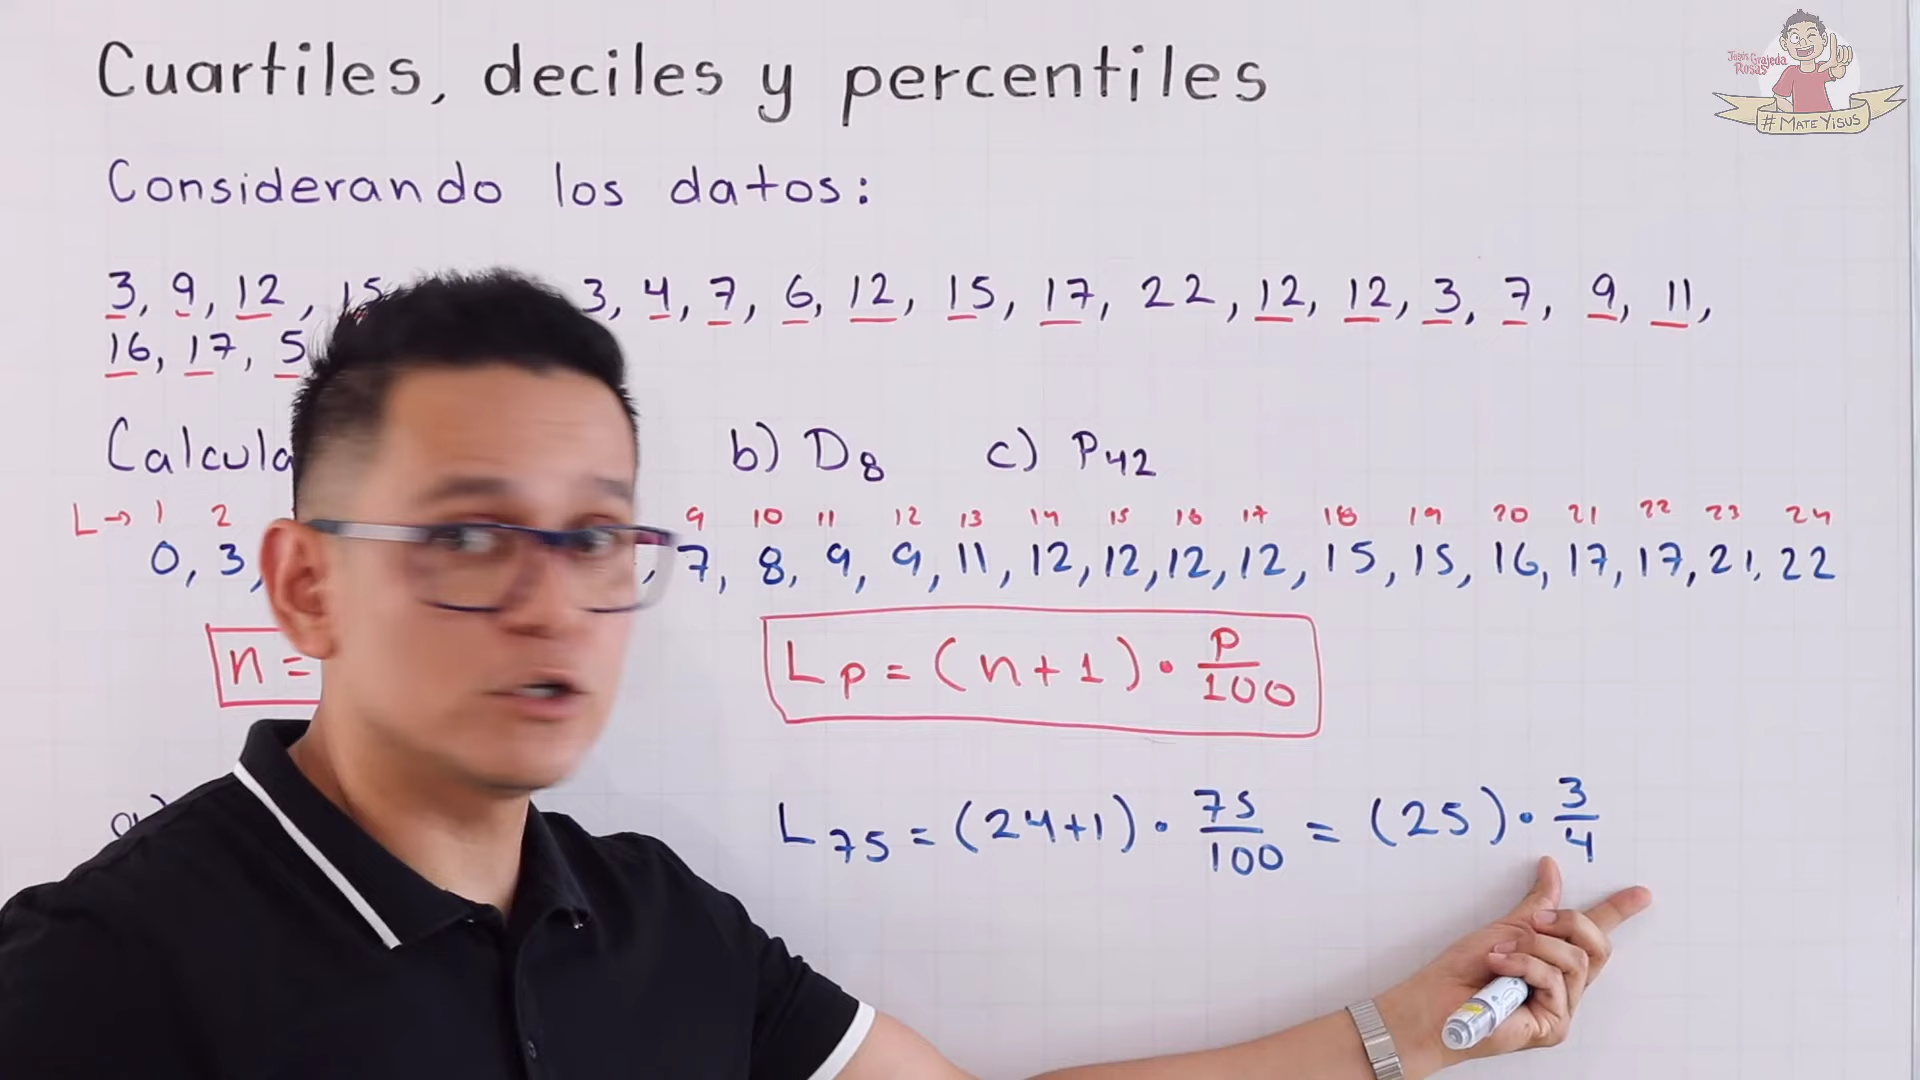 Cuartiles, deciles y percentiles
Jesús Grajeda Rosas
#MateYisus
Considerando los datos:
3, 9, 12, 15 3, 4, 7, 6, 12, 15, 17, 22, 12, 12, 3, 7, 9, 11,
16, 17, 5
Calcula b) D8 c) P42
L→ 1 2 9 10 11 12 13 14 15 16 17 18 19 20 21 22 23 24
0, 3, , 7, 8, 9, 9, 11, 12, 12, 12, 12, 15, 15, 16, 17, 17, 21, 22
n =
Lp = (n+1) · p/100
a)
L75 = (24+1) · 75/100 = (25) · 3/4